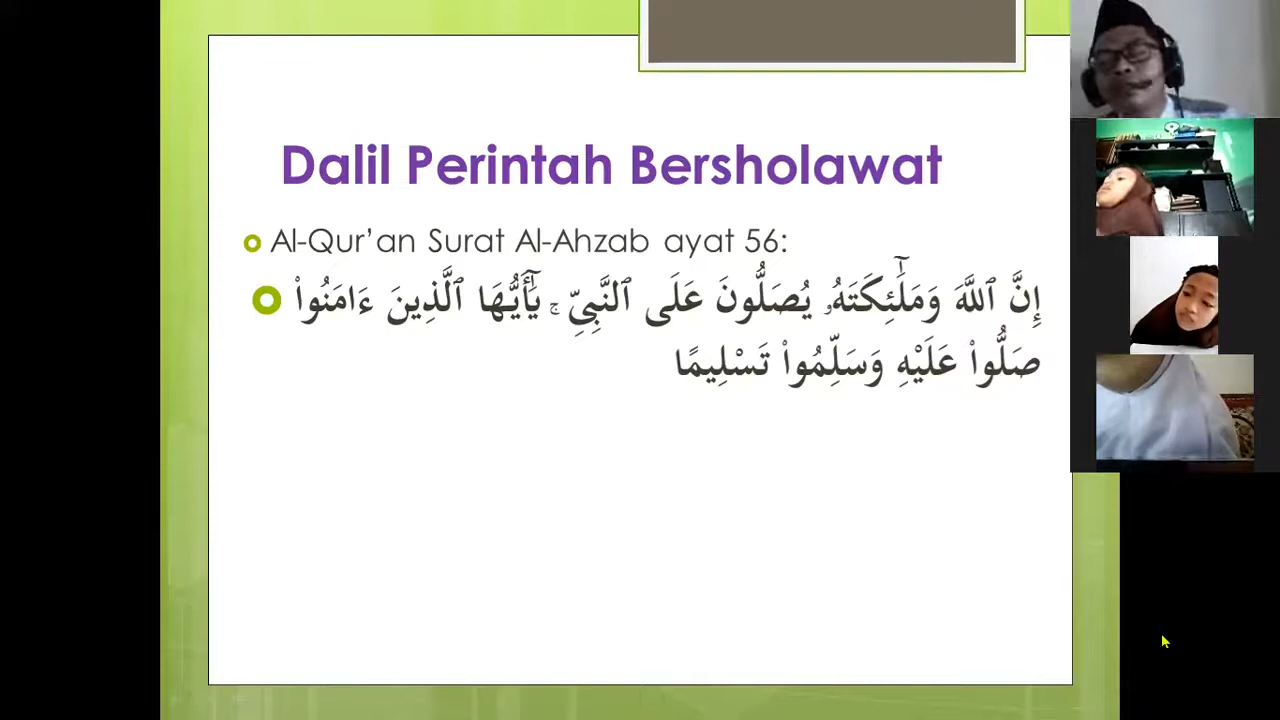 Dalil Perintah Bersholawat
Al-Qur’an Surat Al-Ahzab ayat 56:
إِنَّ ٱللَّهَ وَمَلَٰٓئِكَتَهُۥ يُصَلُّونَ عَلَى ٱلنَّبِىِّ ۚ يَٰٓأَيُّهَا ٱلَّذِينَ ءَامَنُوا۟
صَلُّوا۟ عَلَيْهِ وَسَلِّمُوا۟ تَسْلِيمًا